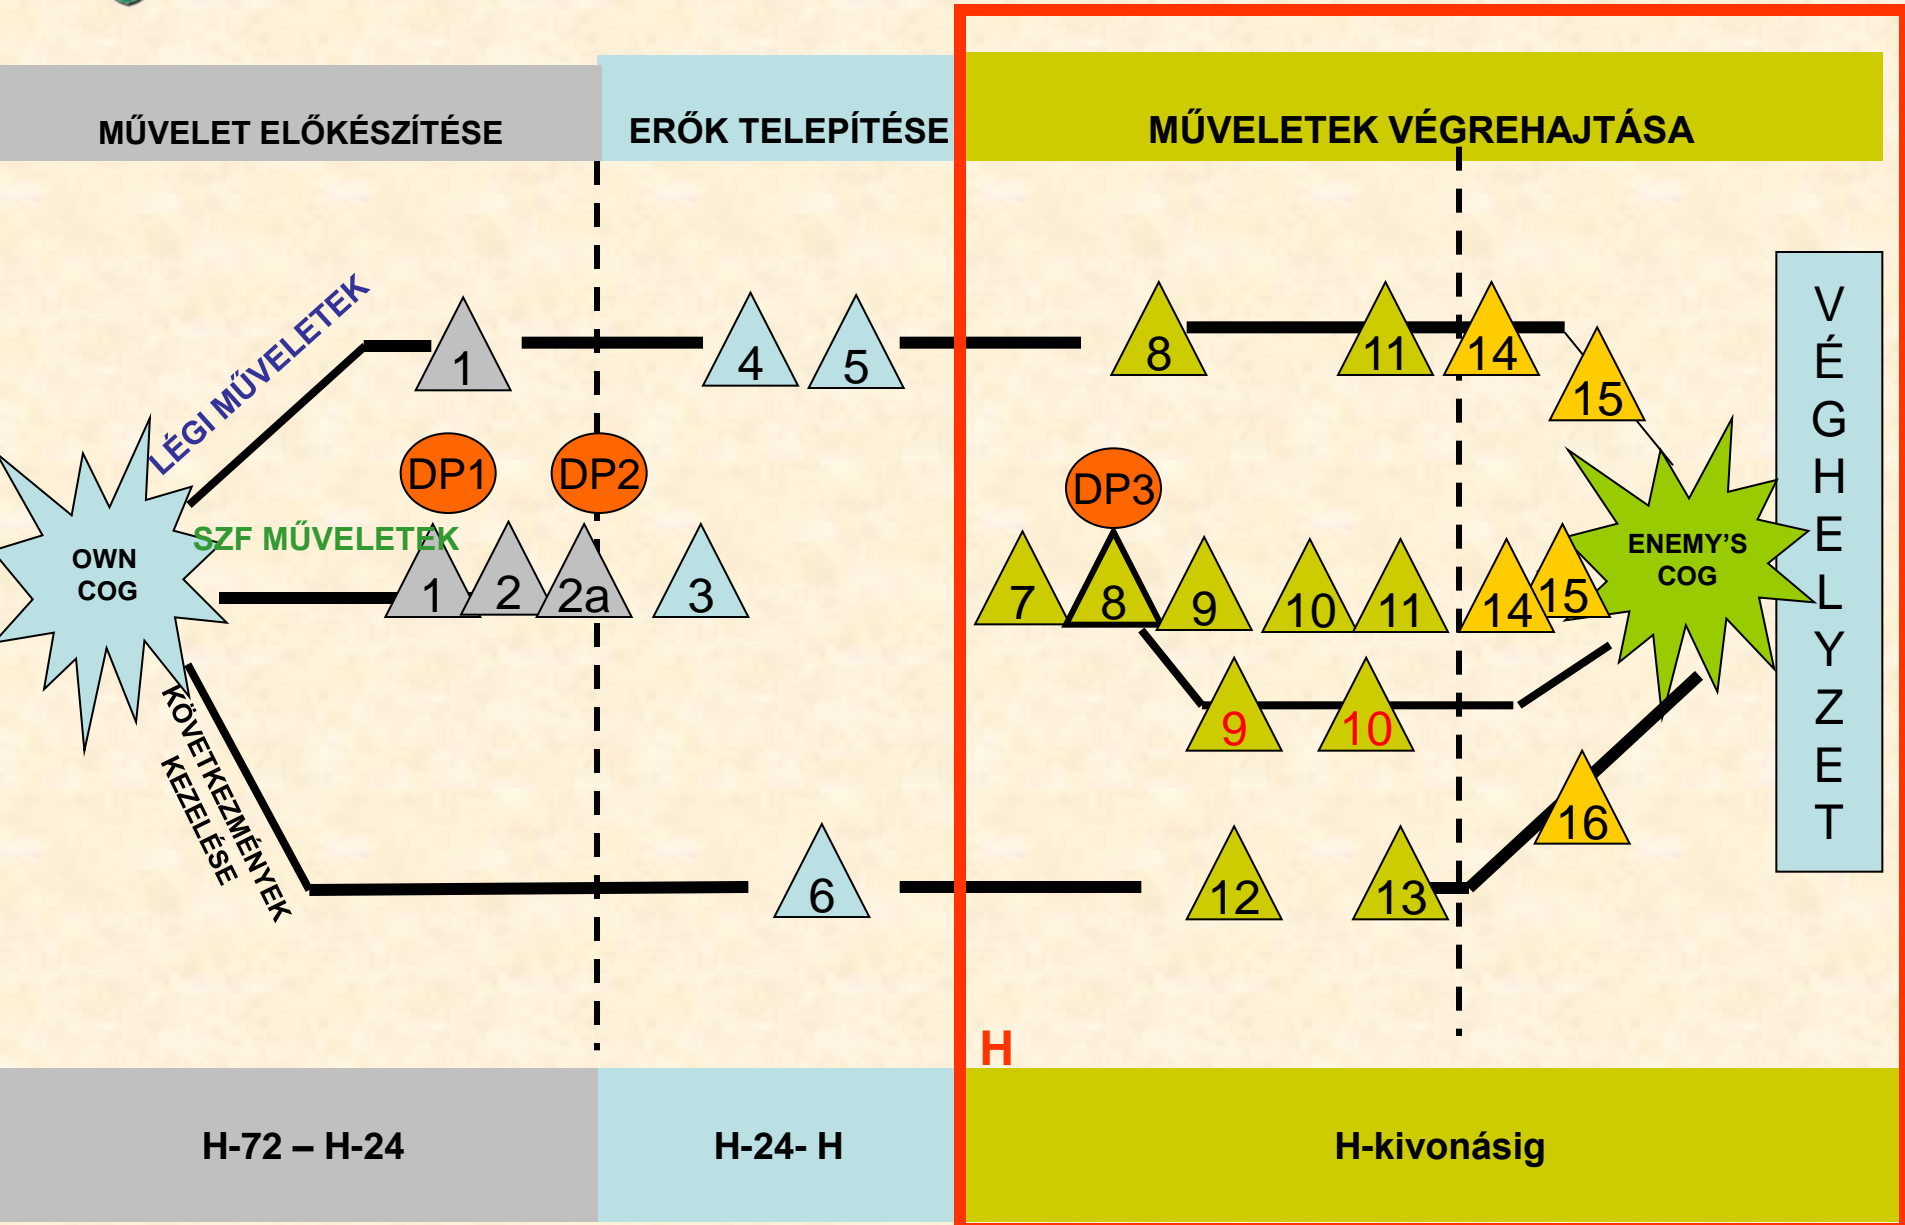 MŰVELET ELŐKÉSZÍTÉSE
ERŐK TELEPÍTÉSE
MŰVELETEK VÉGREHAJTÁSA
LÉGI MŰVELETEK
1
4
5
8
11
14
15
DP1
DP2
DP3
SZF MŰVELETEK
OWN
COG
1
2
2a
3
7
8
9
10
11
14
15
ENEMY'S
COG
9
10
KÖVETKEZMÉNYEK
KEZELÉSE
6
12
13
16
V
É
G
H
E
L
Y
Z
E
T
H
H-72 – H-24
H-24- H
H-kivonásig